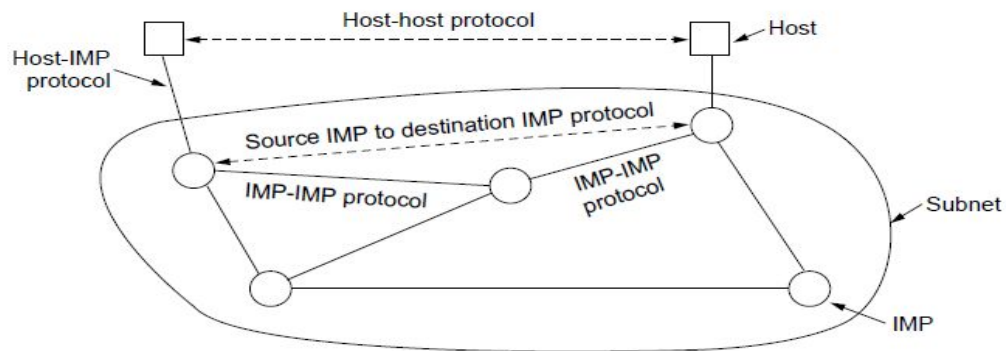 Host-host protocol
Host
Host-IMP
protocol
Source IMP to destination IMP protocol
IMP-IMP protocol
IMP-IMP
protocol
Subnet
IMP